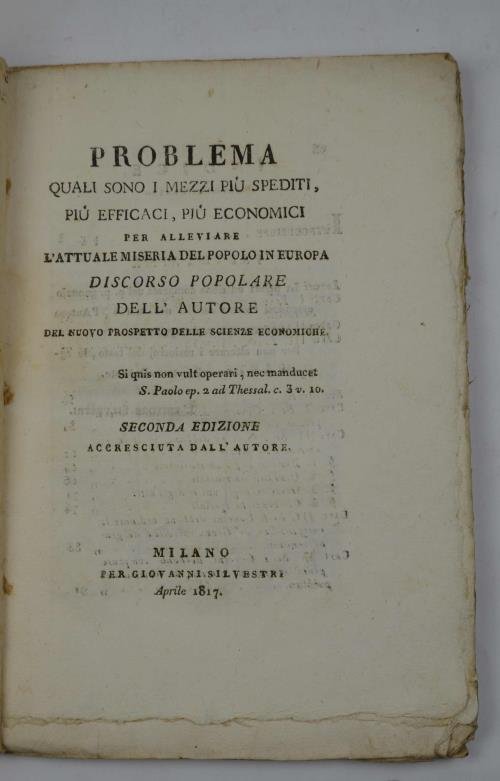 PROBLEMA
QUALI SONO I MEZZI PIÙ SPEDITI,
PIÙ EFFICACI, PIÙ ECONOMICI
PER ALLEVIARE
L'ATTUALE MISERIA DEL POPOLO IN EUROPA
DISCORSO POPOLARE
DELL' AUTORE
DEL NUOVO PROSPETTO DELLE SCIENZE ECONOMICHE.
Si quis non vult operari, nec manducet
S. Paolo ep. 2 ad Thessal. c. 3 v. 10.
SECONDA EDIZIONE
ACCRESCIUTA DALL' AUTORE.
MILANO
PER GIOVANNI SILVESTRI
Aprile 1817.